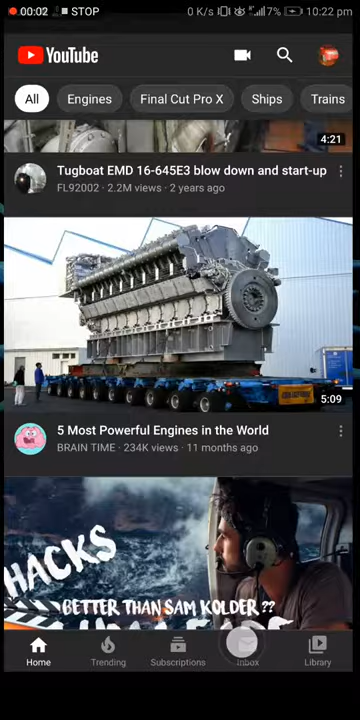 00:02 STOP 0 K/s 7% 10:22 pm
YouTube
All Engines Final Cut Pro X Ships Trains
4:21
Tugboat EMD 16-645E3 blow down and start-up
FL92002 · 2.2M views · 2 years ago
5:09
5 Most Powerful Engines in the World
BRAIN TIME · 234K views · 11 months ago
HACKS
BETTER THAN SAM KOLDER ??
Home Trending Subscriptions Inbox Library